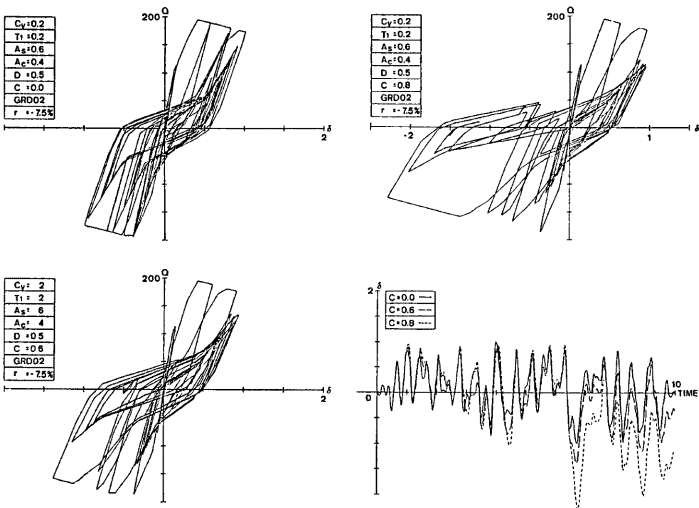 Cy=0.2
T1=0.2
As=0.6
Ac=0.4
D=0.5
C=0.0
GRD02
r=-7.5%
200
Q
2
δ
Cy=0.2
T1=0.2
As=0.6
Ac=0.4
D=0.5
C=0.8
GRD02
r=-7.5%
200
Q
-2
1
δ
Cy= 2
T1= 2
As= 6
Ac= 4
D=0.5
C=0.6
GRD02
r=-7.5%
200
Q
2
δ
2
δ
C=0.0
C=0.6
C=0.8
0
10
TIME